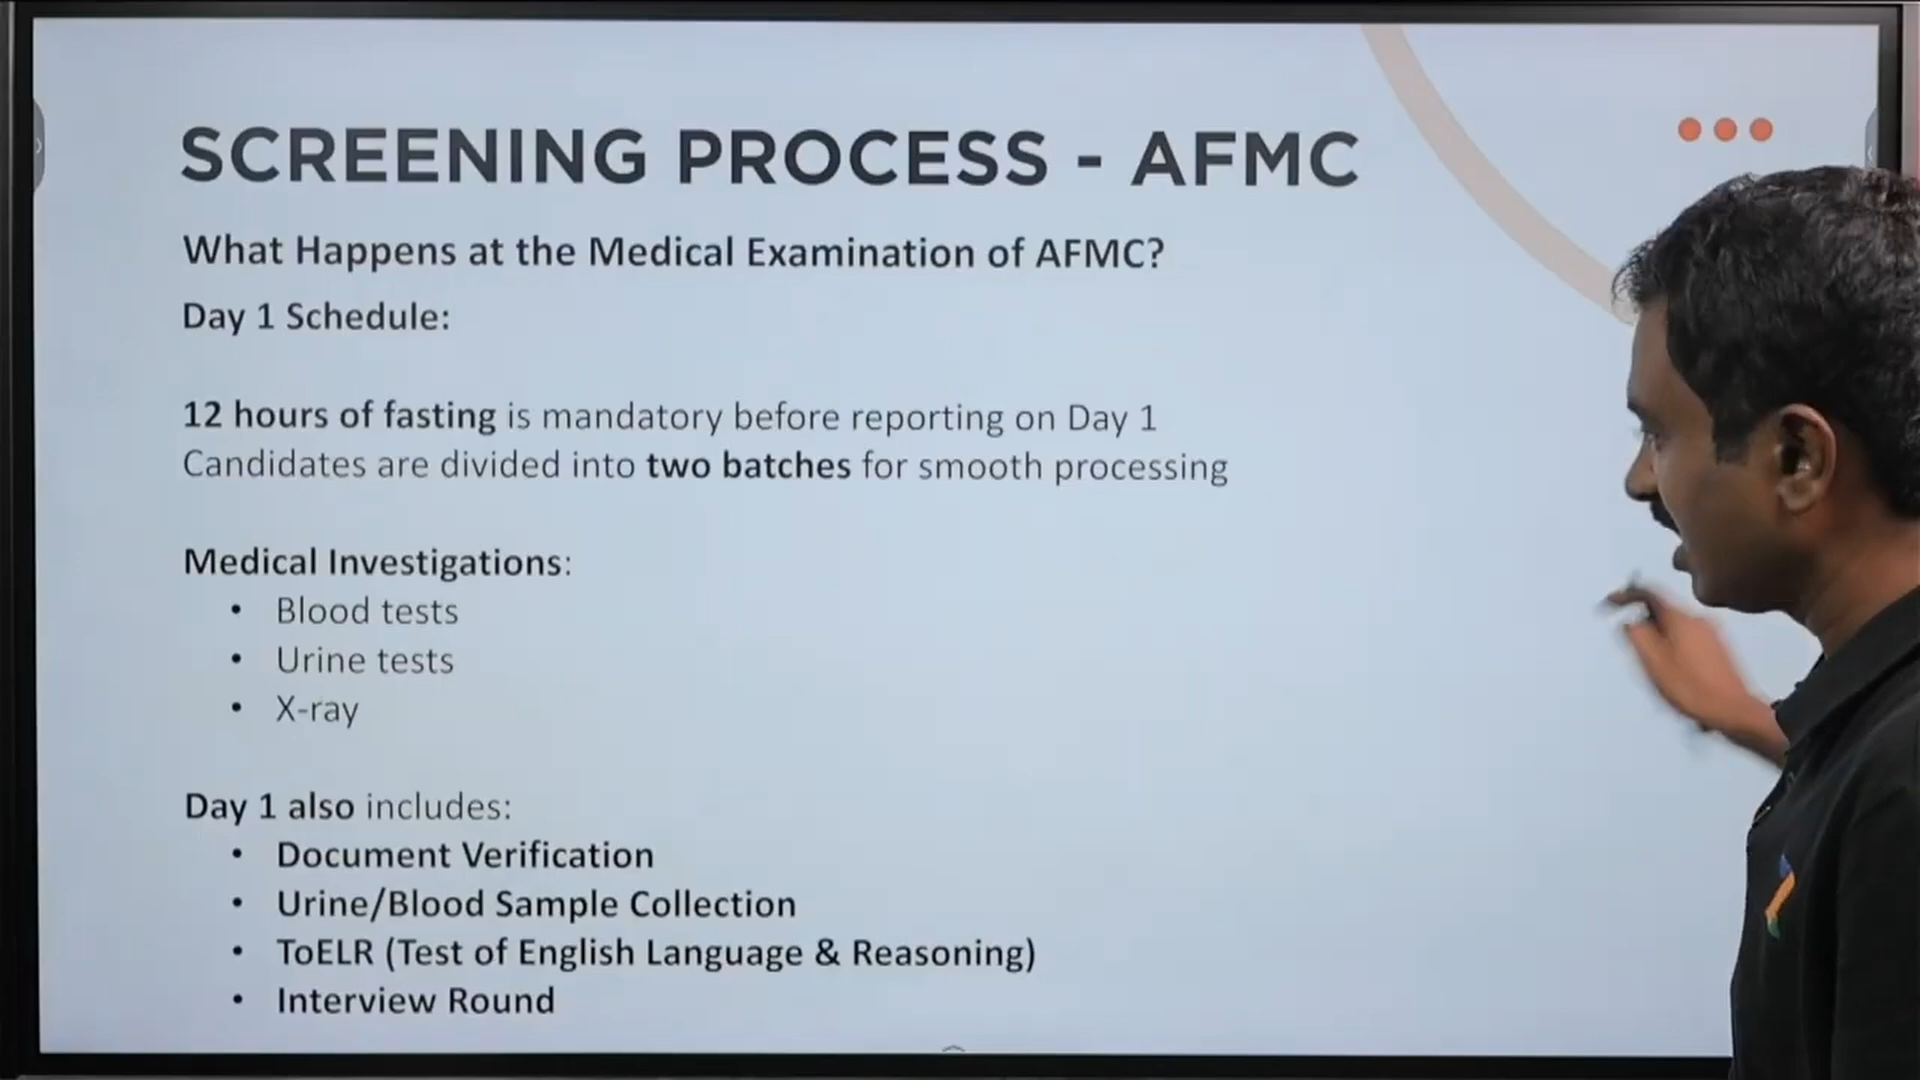 SCREENING PROCESS - AFMC
What Happens at the Medical Examination of AFMC?
Day 1 Schedule:
12 hours of fasting is mandatory before reporting on Day 1
Candidates are divided into two batches for smooth processing
Medical Investigations:
• Blood tests
• Urine tests
• X-ray
Day 1 also includes:
• Document Verification
• Urine/Blood Sample Collection
• ToELR (Test of English Language & Reasoning)
• Interview Round